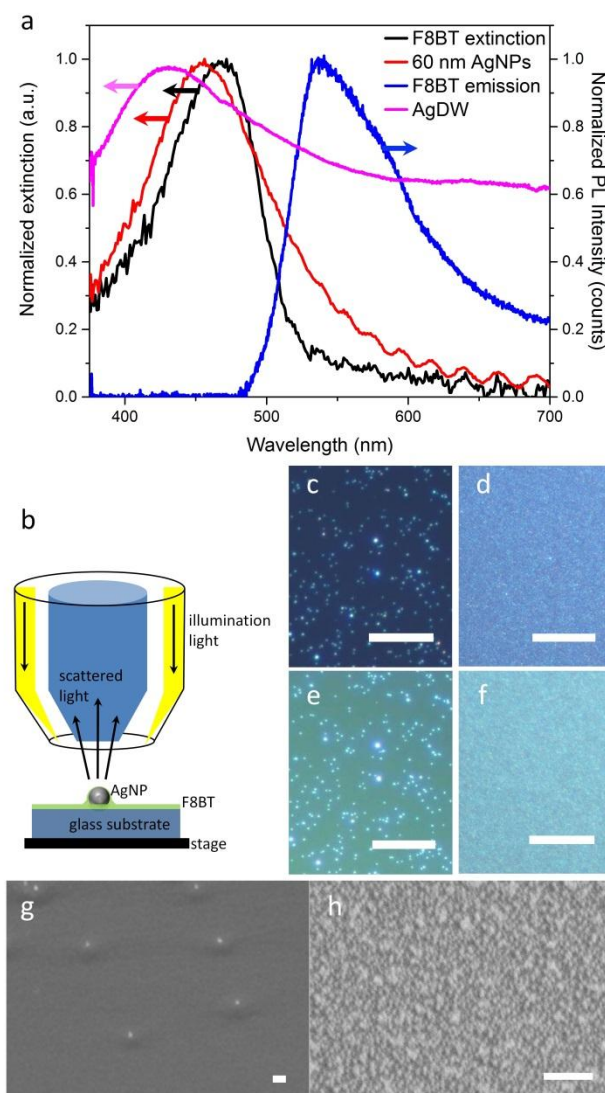 a
F8BT extinction
60 nm AgNPs
F8BT emission
AgDW
Normalized extinction (a.u.)
1.0
0.8
0.6
0.4
0.2
0.0
1.0
0.8
0.6
0.4
0.2
0.0
Normalized PL intensity (counts)
400
500
600
700
Wavelength (nm)
b
illumination
light
scattered
light
AgNP
F8BT
glass substrate
stage
c
d
e
f
g
h